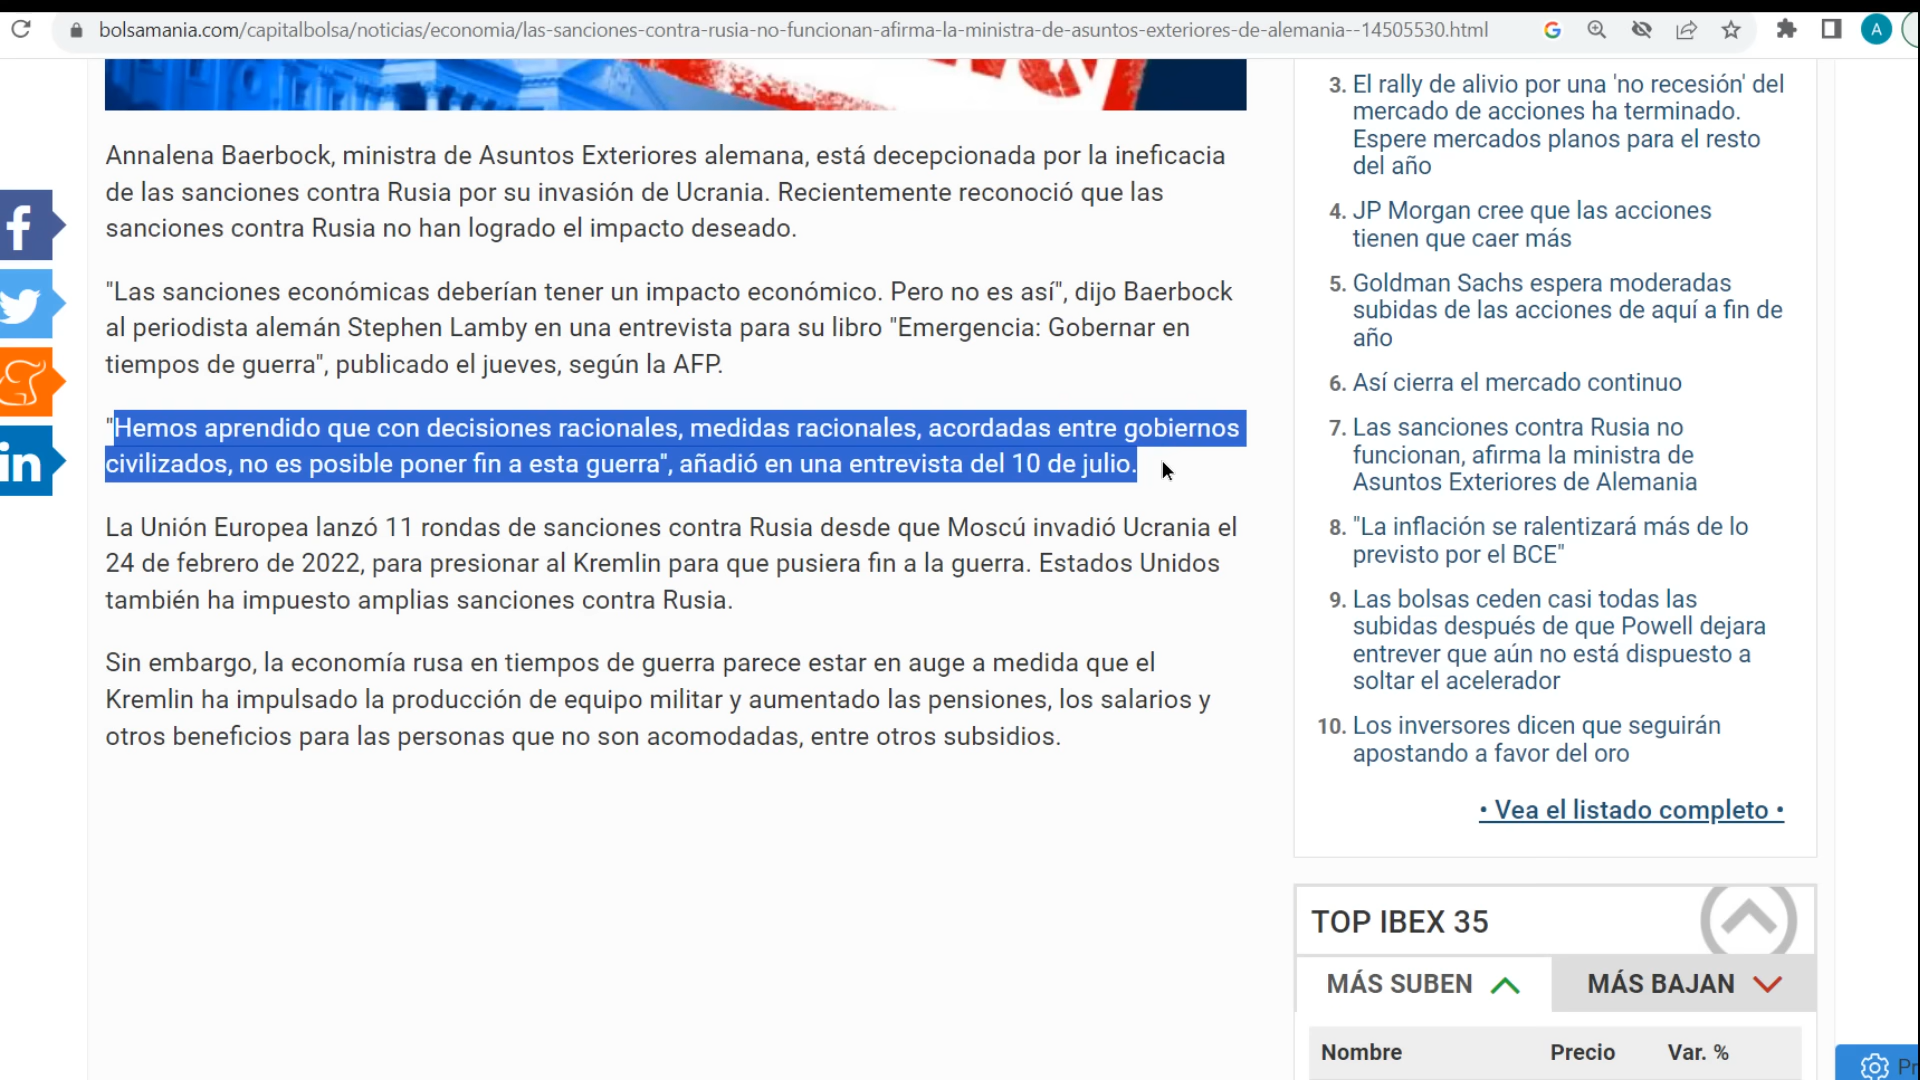 bolsamania.com/capitalbolsa/noticias/economia/las-sanciones-contra-rusia-no-funcionan-afirma-la-ministra-de-asuntos-exteriores-de-alemania--14505530.html
A
Annalena Baerbock, ministra de Asuntos Exteriores alemana, está decepcionada por la ineficacia
de las sanciones contra Rusia por su invasión de Ucrania. Recientemente reconoció que las
sanciones contra Rusia no han logrado el impacto deseado.
"Las sanciones económicas deberían tener un impacto económico. Pero no es así", dijo Baerbock
al periodista alemán Stephen Lamby en una entrevista para su libro "Emergencia: Gobernar en
tiempos de guerra", publicado el jueves, según la AFP.
"Hemos aprendido que con decisiones racionales, medidas racionales, acordadas entre gobiernos
civilizados, no es posible poner fin a esta guerra", añadió en una entrevista del 10 de julio.
La Unión Europea lanzó 11 rondas de sanciones contra Rusia desde que Moscú invadió Ucrania el
24 de febrero de 2022, para presionar al Kremlin para que pusiera fin a la guerra. Estados Unidos
también ha impuesto amplias sanciones contra Rusia.
Sin embargo, la economía rusa en tiempos de guerra parece estar en auge a medida que el
Kremlin ha impulsado la producción de equipo militar y aumentado las pensiones, los salarios y
otros beneficios para las personas que no son acomodadas, entre otros subsidios.
3. El rally de alivio por una 'no recesión' del
mercado de acciones ha terminado.
Espere mercados planos para el resto
del año
4. JP Morgan cree que las acciones
tienen que caer más
5. Goldman Sachs espera moderadas
subidas de las acciones de aquí a fin de
año
6. Así cierra el mercado continuo
7. Las sanciones contra Rusia no
funcionan, afirma la ministra de
Asuntos Exteriores de Alemania
8. "La inflación se ralentizará más de lo
previsto por el BCE"
9. Las bolsas ceden casi todas las
subidas después de que Powell dejara
entrever que aún no está dispuesto a
soltar el acelerador
10. Los inversores dicen que seguirán
apostando a favor del oro
• Vea el listado completo •
TOP IBEX 35
MÁS SUBEN MÁS BAJAN
Nombre Precio Var. %